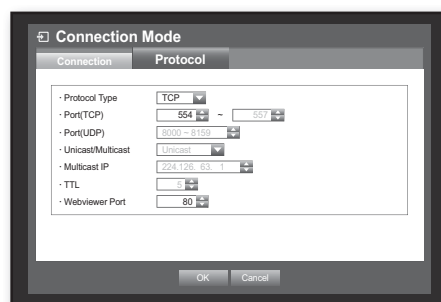 Connection Mode
Connection Protocol
· Protocol Type TCP
· Port(TCP) 554 ~ 557
· Port(UDP) 8000 ~ 8159
· Unicast/Multicast Unicast
· Multicast IP 224.126. 63. 1
· TTL 5
· Webviewer Port 80
OK Cancel